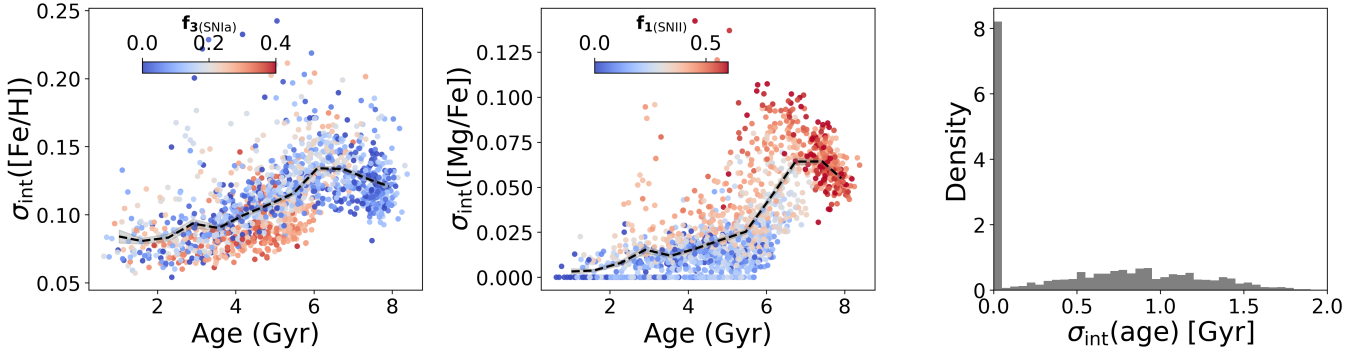 f3(SNIa)
0.0 0.2 0.4
0.25
0.20
0.15
0.10
0.05
σint([Fe/H])
2 4 6 8
Age (Gyr)
f1(SNII)
0.0 0.5
0.125
0.100
0.075
0.050
0.025
0.000
σint([Mg/Fe])
2 4 6 8
Age (Gyr)
8
6
4
2
0
Density
0.0 0.5 1.0 1.5 2.0
σint(age) [Gyr]